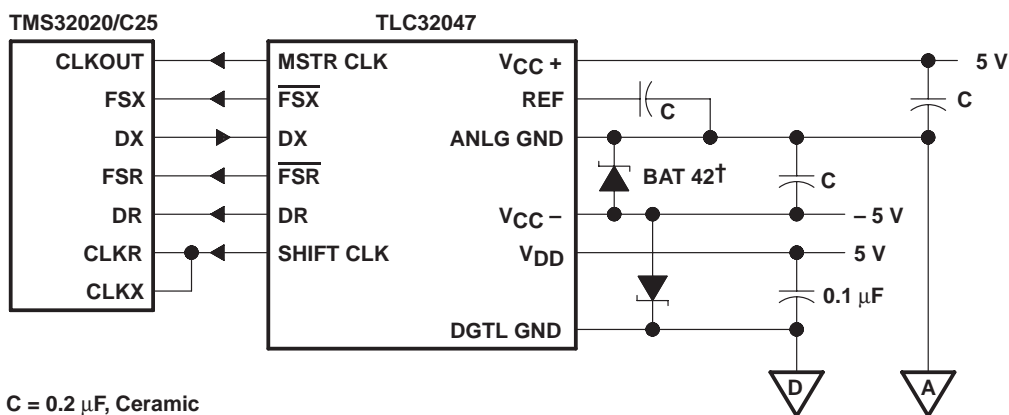 TMS32020/C25
TLC32047
CLKOUT
MSTR CLK
VCC +
5 V
FSX
FSX
REF
C
C
DX
DX
ANLG GND
FSR
FSR
BAT 42†
C
DR
DR
VCC –
– 5 V
CLKR
SHIFT CLK
VDD
5 V
CLKX
0.1 μF
DGTL GND
D
A
C = 0.2 μF, Ceramic